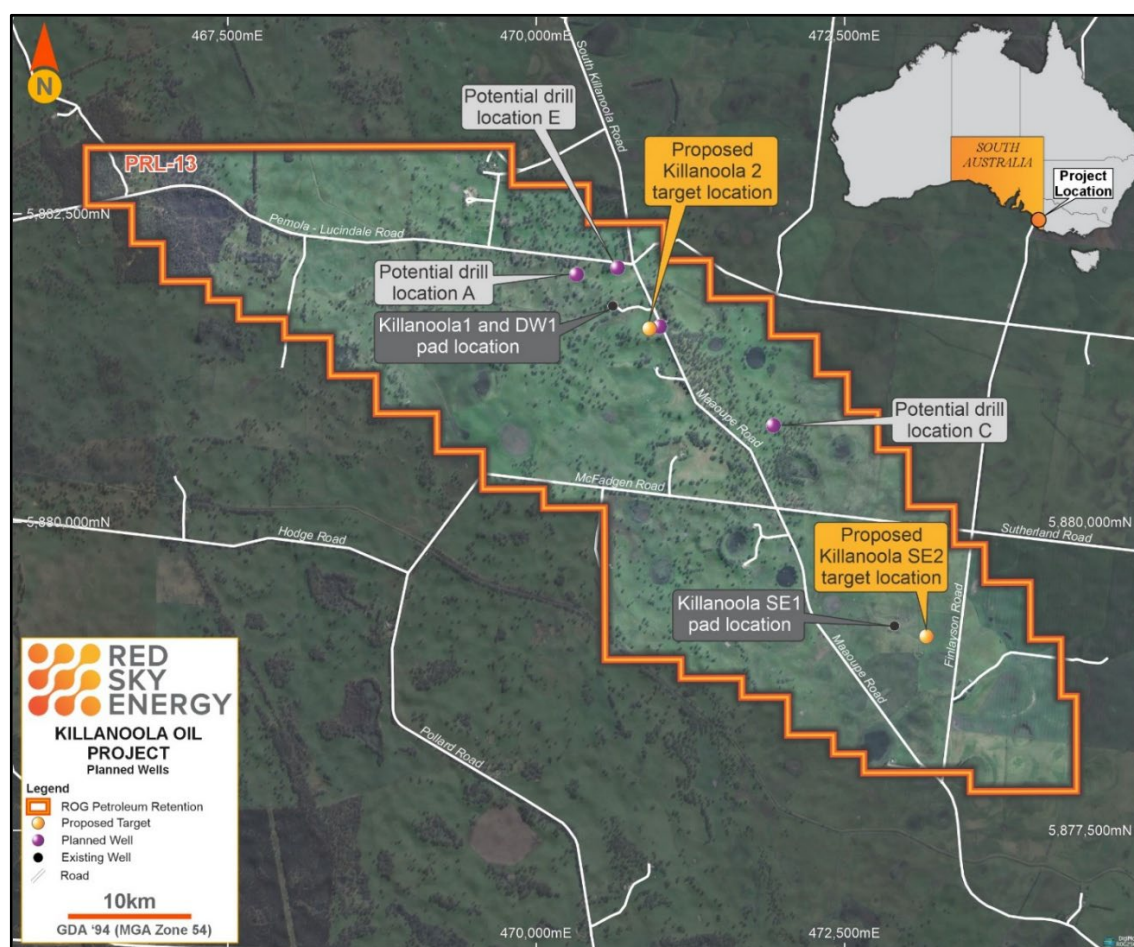 467,500mE
470,000mE
472,500mE
N
South Killanoola Road
Potential drill
location E
Proposed
Killanoola 2
target location
SOUTH
AUSTRALIA
Project
Location
PRL-13
5,882,500mN
Pemola - Lucindale Road
Potential drill
location A
Killanoola1 and DW1
pad location
Maaoupe Road
Potential drill
location C
McFadgen Road
5,880,000mN
5,880,000mN
Hodge Road
Sutherland Road
Proposed
Killanoola SE2
target location
Killanoola SE1
pad location
Finlayson Road
Maaoupe Road
Pollard Road
RED
SKY
ENERGY
KILLANOOLA OIL
PROJECT
Planned Wells
Legend
ROG Petroleum Retention
Proposed Target
Planned Well
Existing Well
Road
10km
GDA '94 (MGA Zone 54)
5,877,500mN
470,000mE
472,500mE